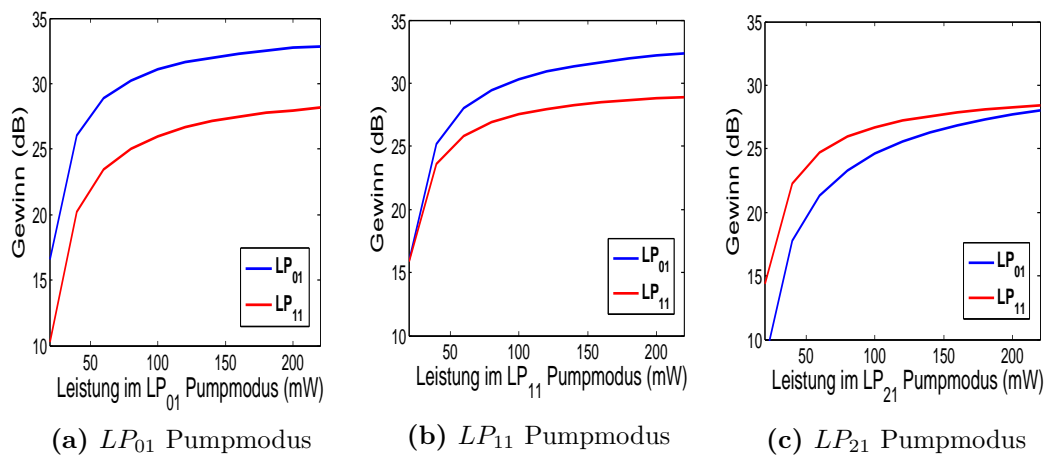 35
30
25
20
15
10
Gewinn (dB)
50
100
150
200
Leistung im LP01 Pumpmodus (mW)
LP01
LP11
(a) LP01 Pumpmodus
35
30
25
20
15
10
Gewinn (dB)
50
100
150
200
Leistung im LP11 Pumpmodus (mW)
LP01
LP11
(b) LP11 Pumpmodus
35
30
25
20
15
10
Gewinn (dB)
50
100
150
200
Leistung im LP21 Pumpmodus (mW)
LP01
LP11
(c) LP21 Pumpmodus